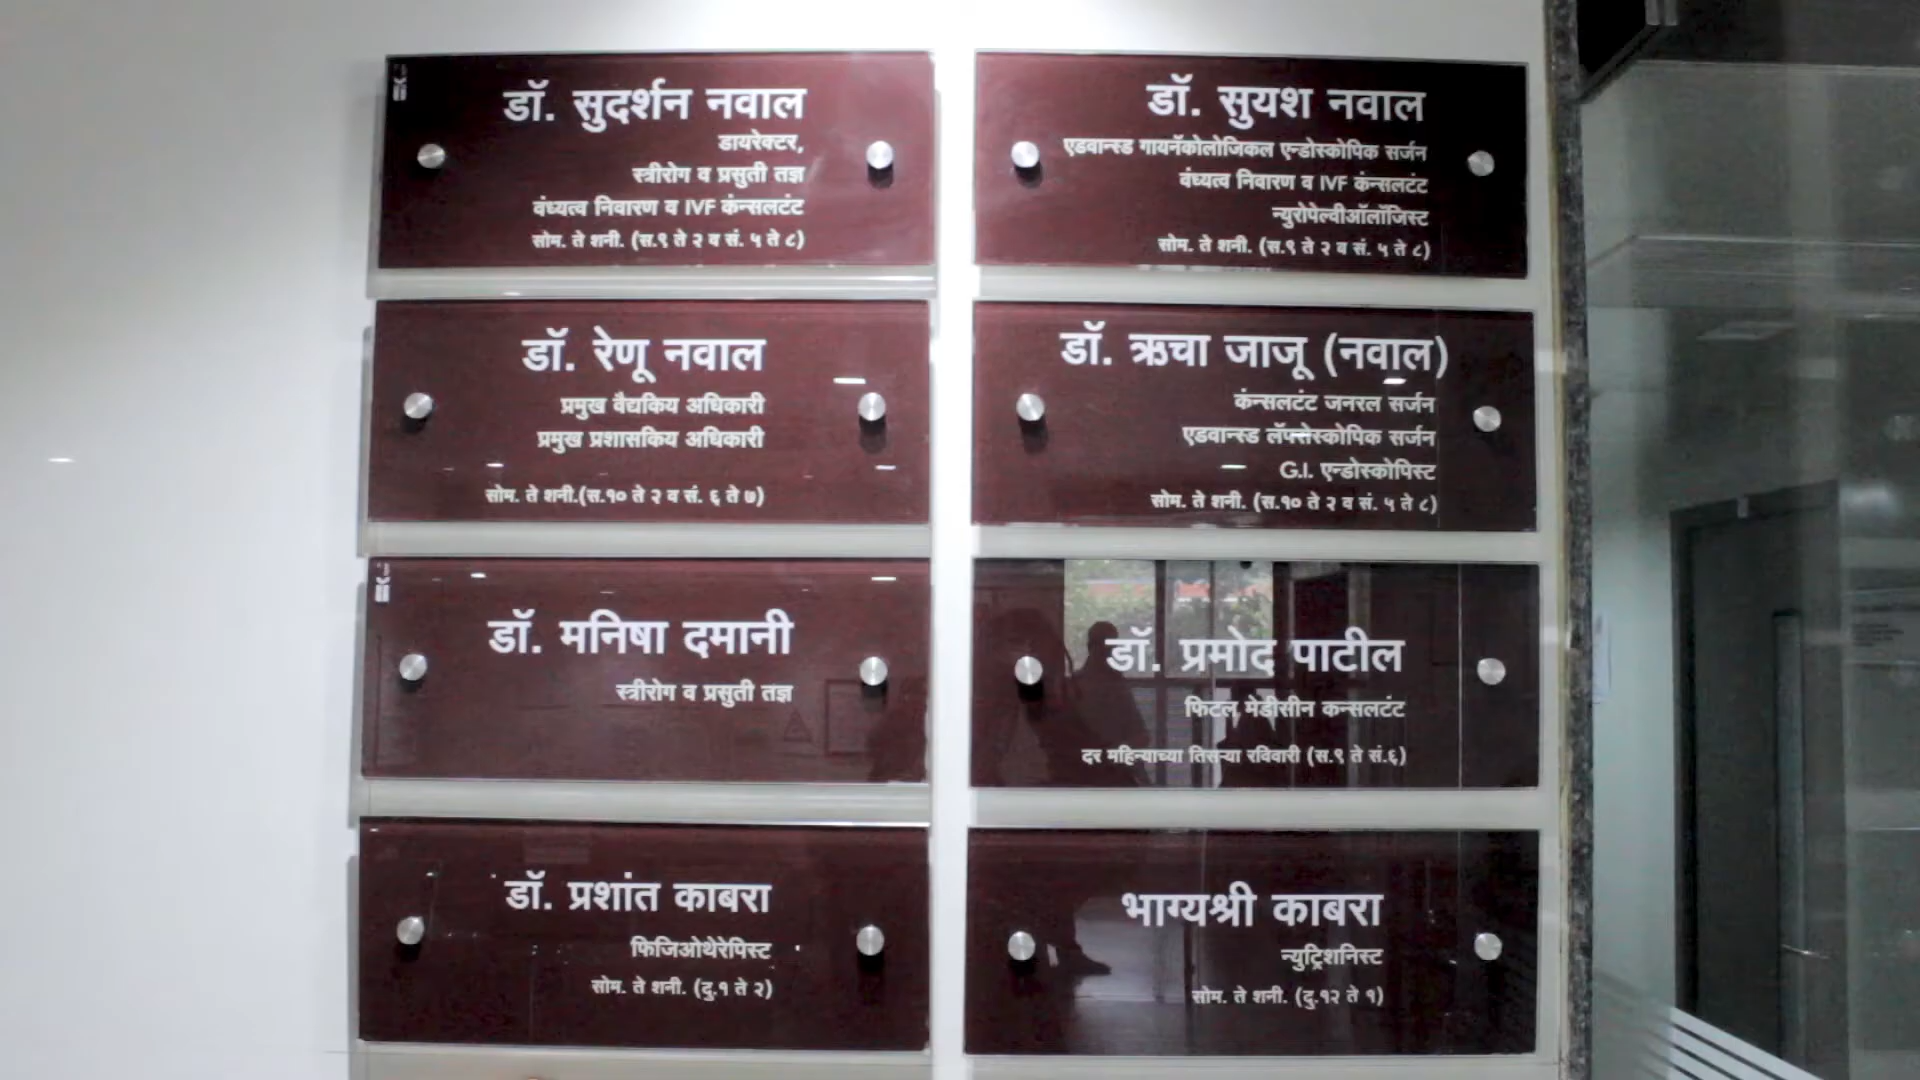 डॉ. सुदर्शन नवाल
डायरेक्टर,
स्त्रीरोग व प्रसुती तज्ञ
वंध्यत्व निवारण व IVF कंन्सलटंट
सोम. ते शनी. (स.९ ते २ व सं. ५ ते ८)
डॉ. सुयश नवाल
एडवान्स्ड गायनॅकोलोजिकल एन्डोस्कोपिक सर्जन
वंध्यत्व निवारण व IVF कंन्सलटंट
न्युरोपेल्वीऑलॉजिस्ट
सोम. ते शनी. (स.९ ते २ व सं. ५ ते ८)
डॉ. रेणू नवाल
प्रमुख वैद्यकिय अधिकारी
प्रमुख प्रशासकिय अधिकारी
सोम. ते शनी.(स.१० ते २ व सं. ६ ते ७)
डॉ. ऋचा जाजू (नवाल)
कंन्सलटंट जनरल सर्जन
एडवान्स्ड लॅप्रोस्कोपिक सर्जन
G.I. एन्डोस्कोपिस्ट
सोम. ते शनी. (स.१० ते २ व सं. ५ ते ८)
डॉ. मनिषा दमानी
स्त्रीरोग व प्रसुती तज्ञ
डॉ. प्रमोद पाटील
फिटल मेडीसीन कन्सलटंट
दर महिन्याच्या तिसऱ्या रविवारी (स.९ ते सं.६)
डॉ. प्रशांत काबरा
फिजिओथेरेपिस्ट
सोम. ते शनी. (दु.१ ते २)
भाग्यश्री काबरा
न्युट्रिशनिस्ट
सोम. ते शनी. (दु.१२ ते १)